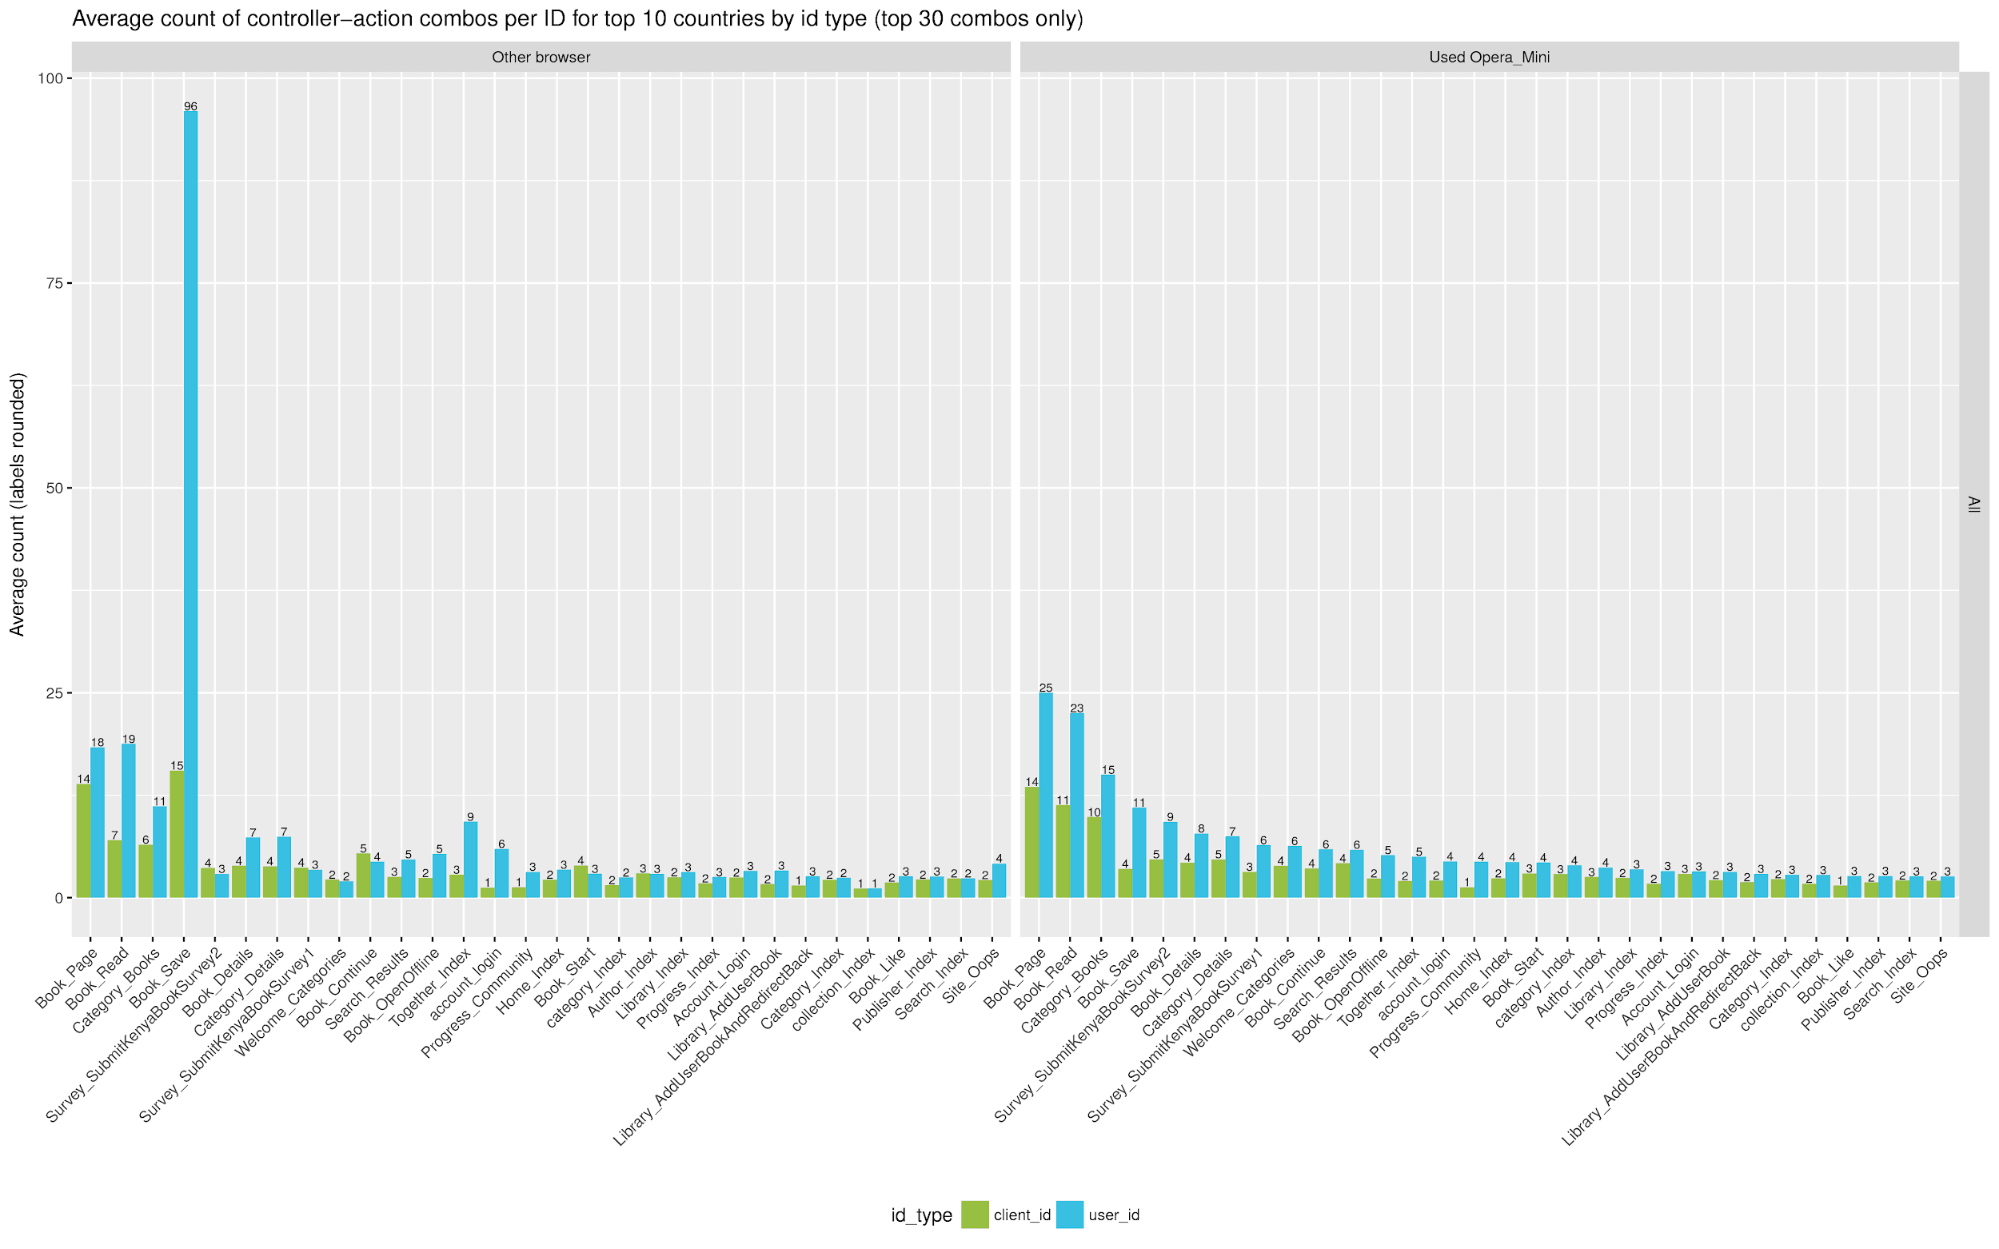 Average count of controller−action combos per ID for top 10 countries by id type (top 30 combos only)
Other browser
Used Opera_Mini
All
Average count (labels rounded)
100
75
50
25
0
14 18 7 19 6 11 15 96 4 3 4 7 4 7 4 3 2 2 5 4 3 5 2 5 3 9 1 6 1 3 2 3 4 3 2 2 3 3 2 3 2 3 2 3 2 3 1 3 2 2 1 1 2 3 2 3 2 2 2 4
14 25 11 23 10 15 4 11 5 9 4 8 5 7 3 6 4 6 4 6 4 6 2 5 2 5 2 4 1 4 2 4 3 4 3 4 3 4 2 3 2 3 3 3 2 3 2 3 2 3 2 3 1 3 2 3 2 3 2 3
Book_Page
Book_Read
Category_Books
Book_Save
Survey_SubmitKenyaBookSurvey2
Book_Details
Category_Details
Survey_SubmitKenyaBookSurvey1
Welcome_Categories
Book_Continue
Search_Results
Book_OpenOffline
Together_Index
account_login
Progress_Community
Home_Index
Book_Start
category_Index
Author_Index
Library_Index
Progress_Index
Account_Login
Library_AddUserBook
Library_AddUserBookAndRedirectBack
Category_Index
collection_Index
Book_Like
Publisher_Index
Search_Index
Site_Oops
Book_Page
Book_Read
Category_Books
Book_Save
Survey_SubmitKenyaBookSurvey2
Book_Details
Category_Details
Survey_SubmitKenyaBookSurvey1
Welcome_Categories
Book_Continue
Search_Results
Book_OpenOffline
Together_Index
account_login
Progress_Community
Home_Index
Book_Start
category_Index
Author_Index
Library_Index
Progress_Index
Account_Login
Library_AddUserBook
Library_AddUserBookAndRedirectBack
Category_Index
collection_Index
Book_Like
Publisher_Index
Search_Index
Site_Oops
id_type client_id user_id